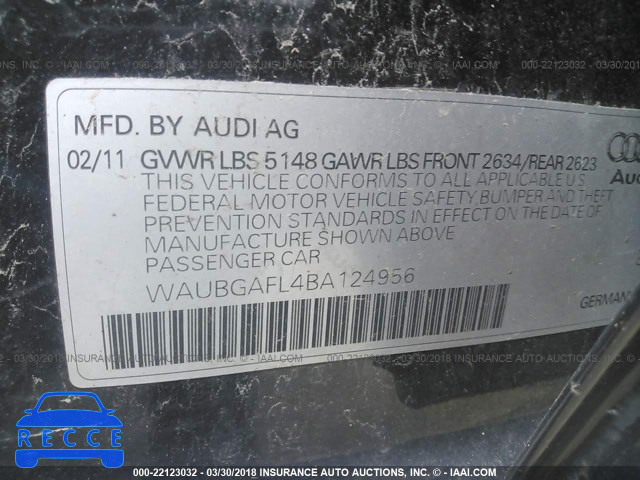 MFD. BY AUDI AG
02/11 GVWR LBS 5148 GAWR LBS FRONT 2634/REAR 2623
THIS VEHICLE CONFORMS TO ALL APPLICABLE U.S.
FEDERAL MOTOR VEHICLE SAFETY, BUMPER AND THEFT
PREVENTION STANDARDS IN EFFECT ON THE DATE OF
MANUFACTURE SHOWN ABOVE
PASSENGER CAR
WAUBGAFL4BA124956
GERMANY
RECCE
000-22123032 - 03/30/2018 INSURANCE AUTO AUCTIONS, INC. - © IAAI.COM